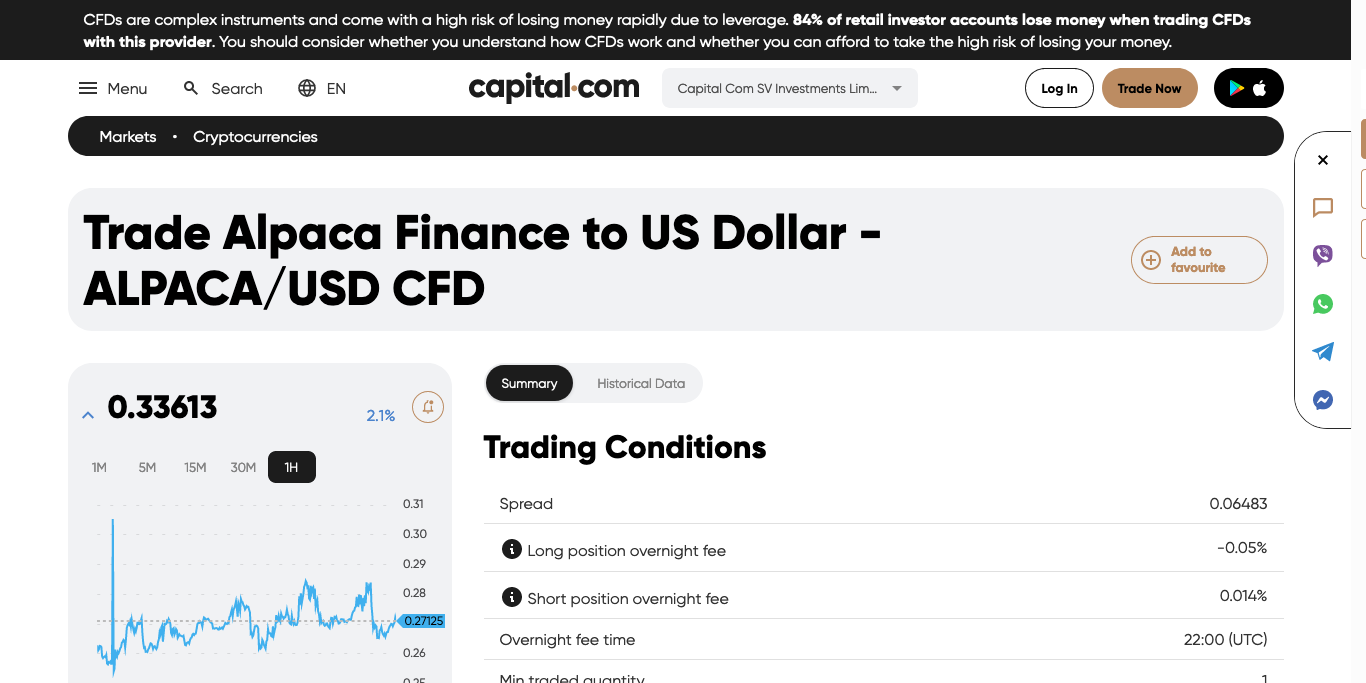 CFDs are complex instruments and come with a high risk of losing money rapidly due to leverage. 84% of retail investor accounts lose money when trading CFDs
with this provider. You should consider whether you understand how CFDs work and whether you can afford to take the high risk of losing your money.
Menu Search EN capital.com Capital Com SV Investments Lim... Log In Trade Now
Markets • Cryptocurrencies
Trade Alpaca Finance to US Dollar -
ALPACA/USD CFD
Add to
favourite
0.33613 2.1%
1M 5M 15M 30M 1H
0.31
0.30
0.29
0.28
0.27125
0.26
Summary Historical Data
Trading Conditions
Spread 0.06483
Long position overnight fee -0.05%
Short position overnight fee 0.014%
Overnight fee time 22:00 (UTC)
Min traded quantity 1